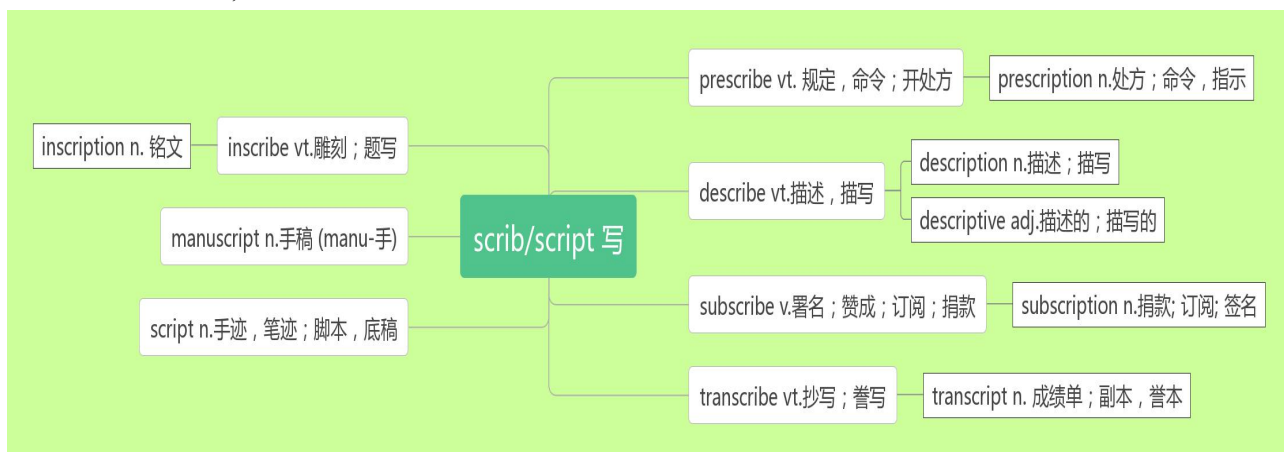 scrib/script 写
prescribe vt. 规定，命令；开处方
prescription n.处方；命令，指示
describe vt.描述，描写
description n.描述；描写
descriptive adj.描述的；描写的
subscribe v.署名；赞成；订阅；捐款
subscription n.捐款; 订阅; 签名
transcribe vt.抄写；誊写
transcript n. 成绩单；副本，誉本
inscribe vt.雕刻；题写
inscription n. 铭文
manuscript n.手稿 (manu-手)
script n.手迹，笔迹；脚本，底稿